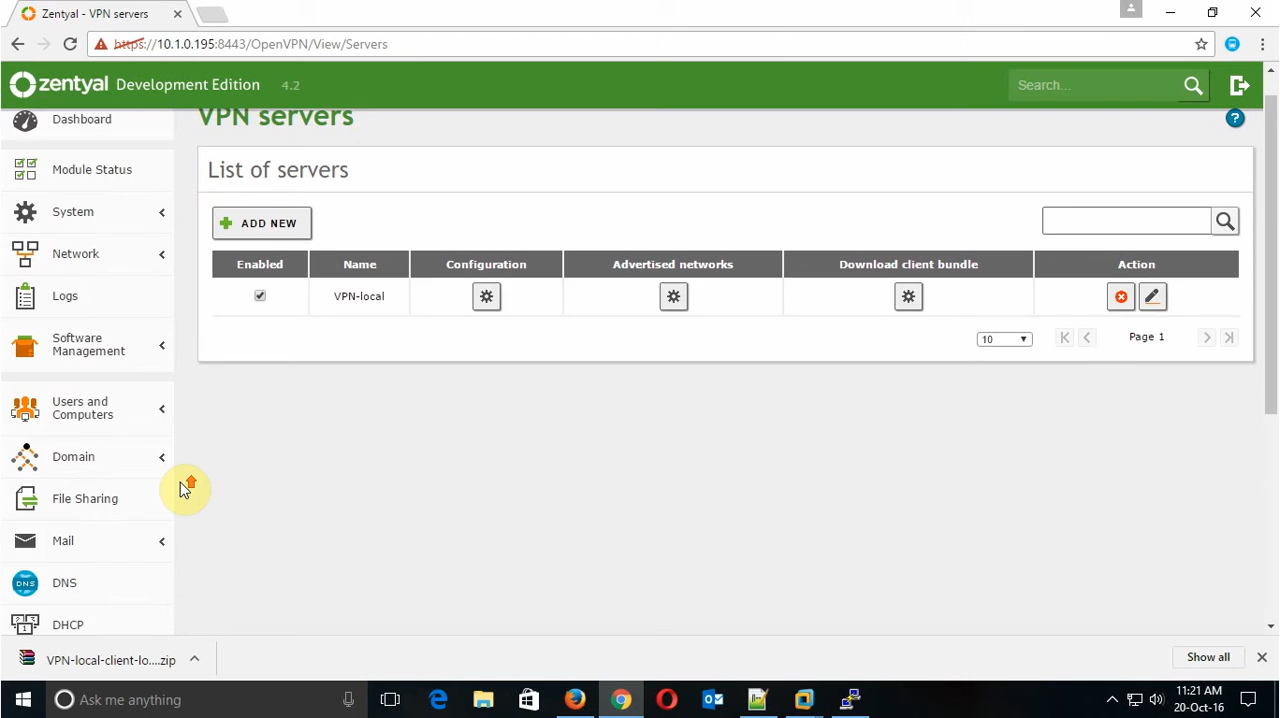 Zentyal - VPN servers
https://10.1.0.195:8443/OpenVPN/View/Servers
zentyal Development Edition 4.2
Search...
Dashboard
Module Status
System
Network
Logs
Software
Management
Users and
Computers
Domain
File Sharing
Mail
DNS
DNS
DHCP
VPN servers
?
List of servers
ADD NEW
Enabled Name Configuration Advertised networks Download client bundle Action
VPN-local
10 Page 1
VPN-local-client-lo....zip
Show all
Ask me anything
11:21 AM
20-Oct-16